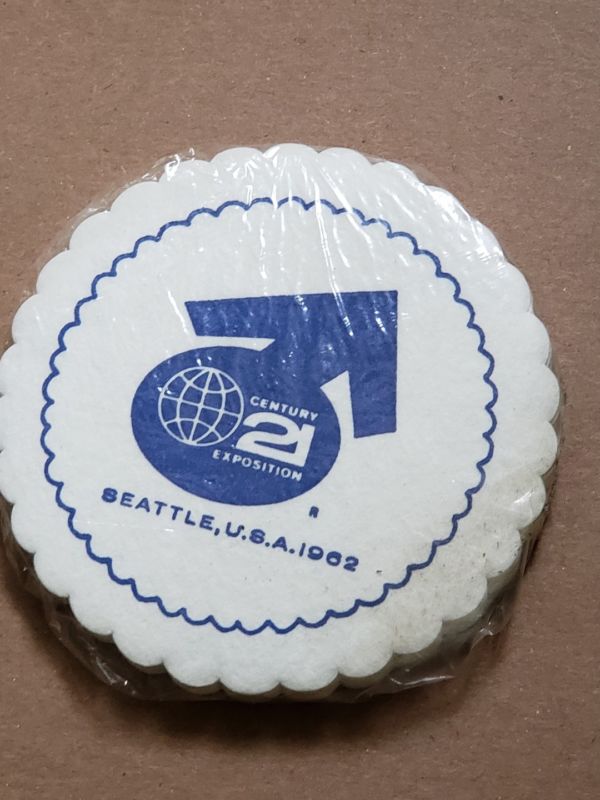 CENTURY
21
EXPOSITION
R
SEATTLE, U.S.A. 1962